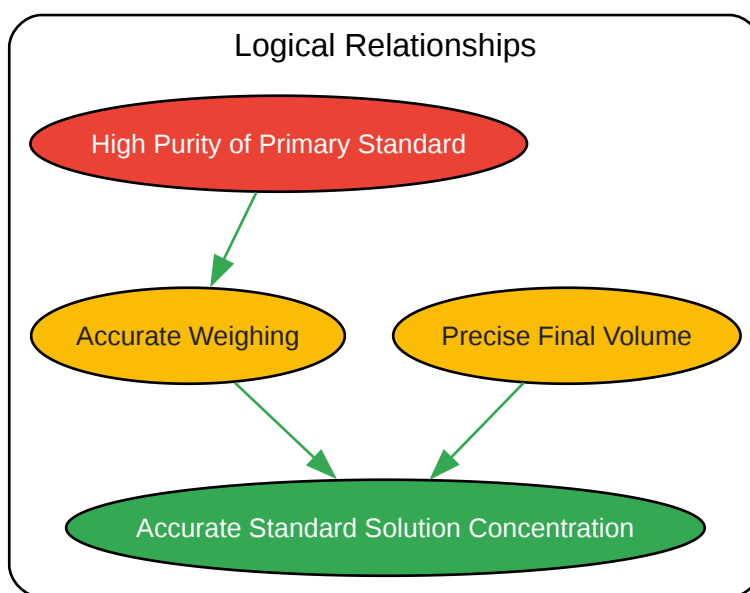 Logical Relationships
High Purity of Primary Standard
Accurate Weighing
Precise Final Volume
Accurate Standard Solution Concentration